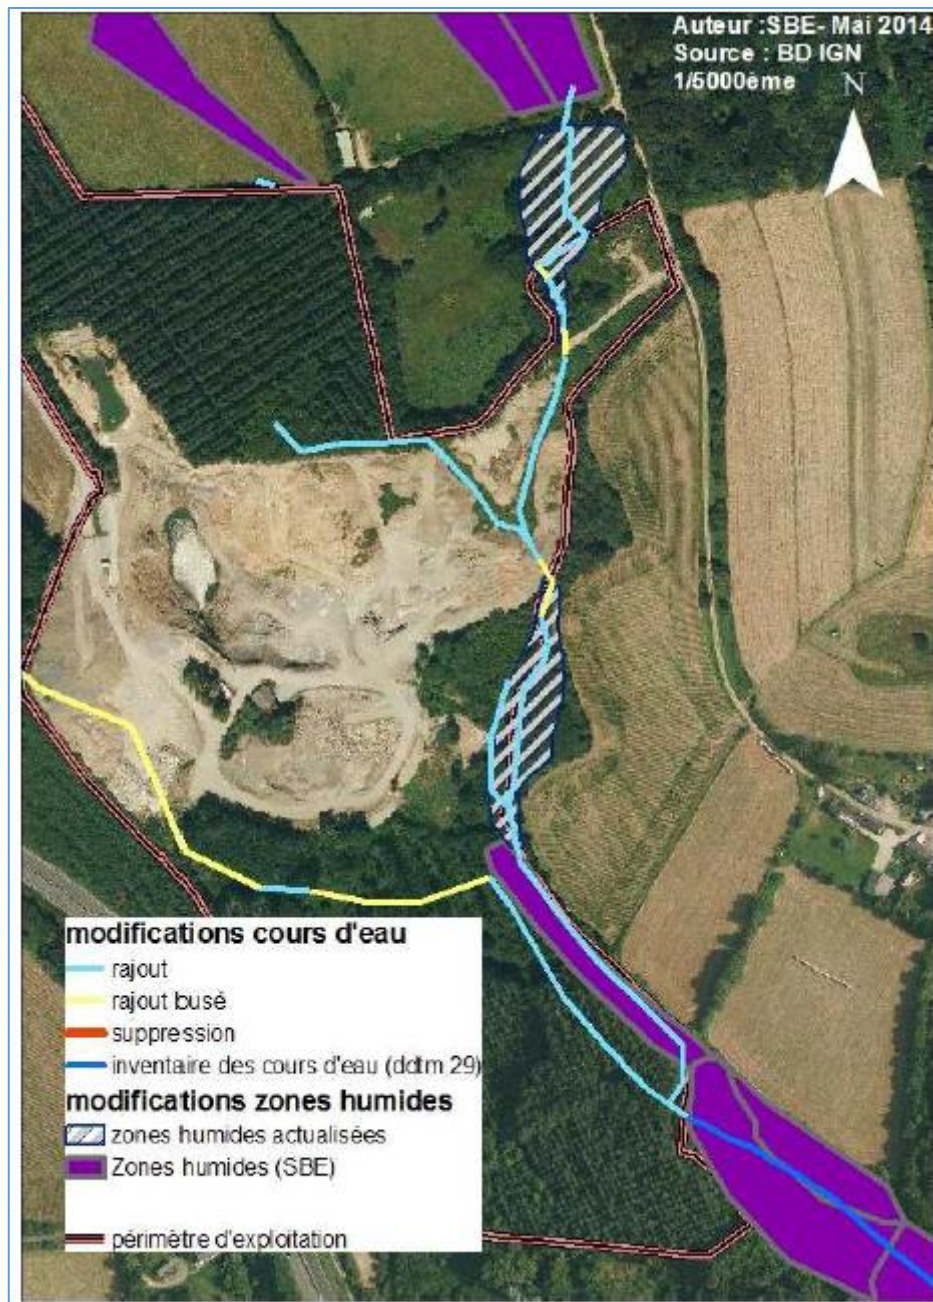 Auteur :SBE- Mai 2014
Source : BD IGN
1/5000ème
N
modifications cours d'eau
rajout
rajout busé
suppression
inventaire des cours d'eau (ddtm 29)
modifications zones humides
zones humides actualisées
Zones humides (SBE)
périmètre d'exploitation